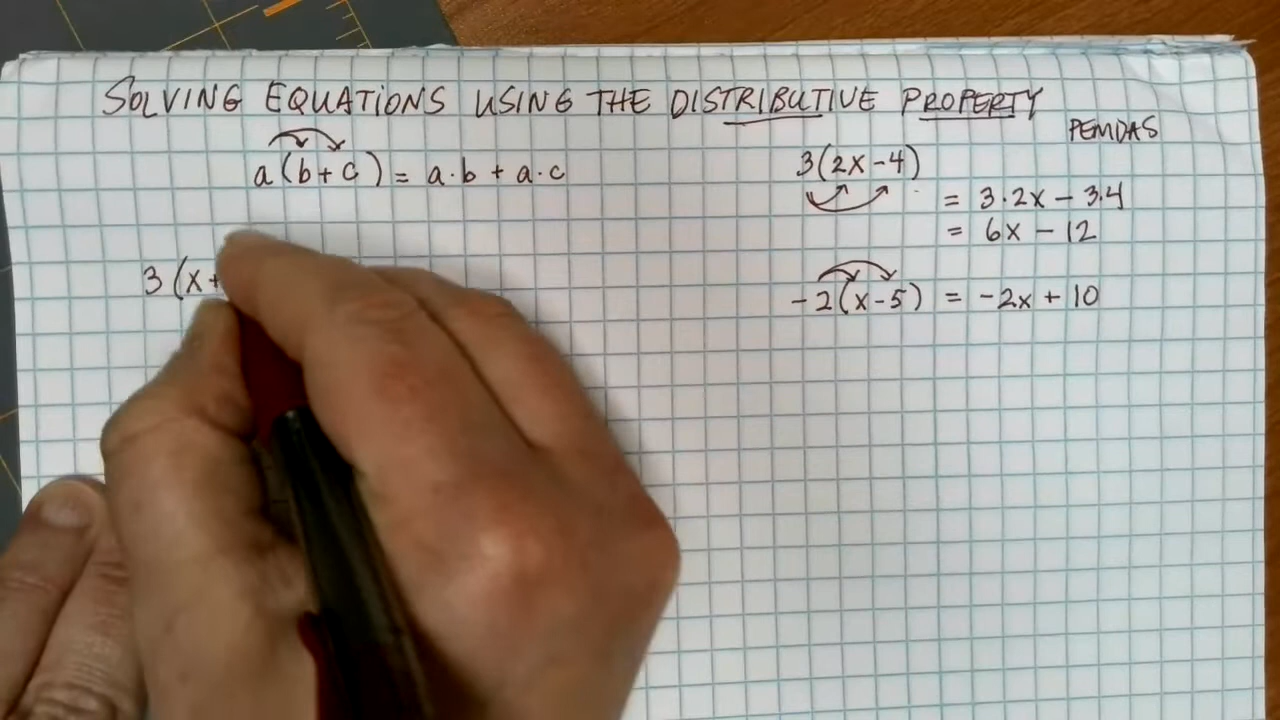 SOLVING EQUATIONS USING THE DISTRIBUTIVE PROPERTY
PEMDAS
a(b+c) = a·b + a·c
3(2x-4)
= 3·2x - 3·4
= 6x - 12
3(x+
-2(x-5) = -2x + 10